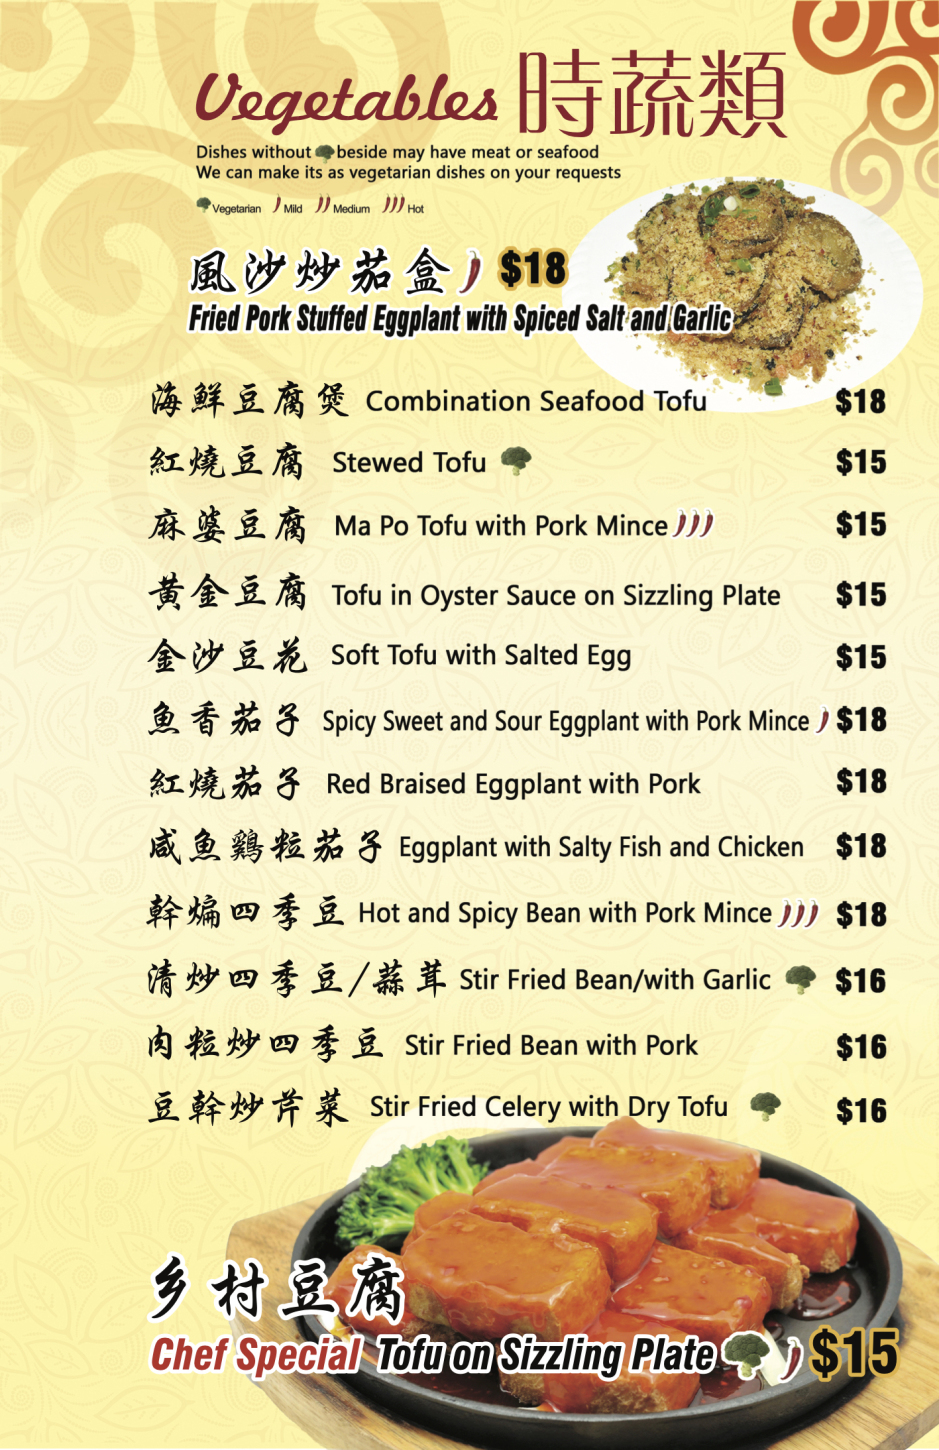 Vegetables 時蔬類
Dishes without beside may have meat or seafood
We can make its as vegetarian dishes on your requests
Vegetarian Mild Medium Hot
風沙炒茄盒 $18
Fried Pork Stuffed Eggplant with Spiced Salt and Garlic
海鮮豆腐煲 Combination Seafood Tofu $18
紅燒豆腐 Stewed Tofu $15
麻婆豆腐 Ma Po Tofu with Pork Mince $15
黃金豆腐 Tofu in Oyster Sauce on Sizzling Plate $15
金沙豆花 Soft Tofu with Salted Egg $15
魚香茄子 Spicy Sweet and Sour Eggplant with Pork Mince $18
紅燒茄子 Red Braised Eggplant with Pork $18
咸魚鷄粒茄子 Eggplant with Salty Fish and Chicken $18
幹煸四季豆 Hot and Spicy Bean with Pork Mince $18
清炒四季豆/蒜茸 Stir Fried Bean/with Garlic $16
肉粒炒四季豆 Stir Fried Bean with Pork $16
豆幹炒芹菜 Stir Fried Celery with Dry Tofu $16
乡村豆腐
Chef Special Tofu on Sizzling Plate $15